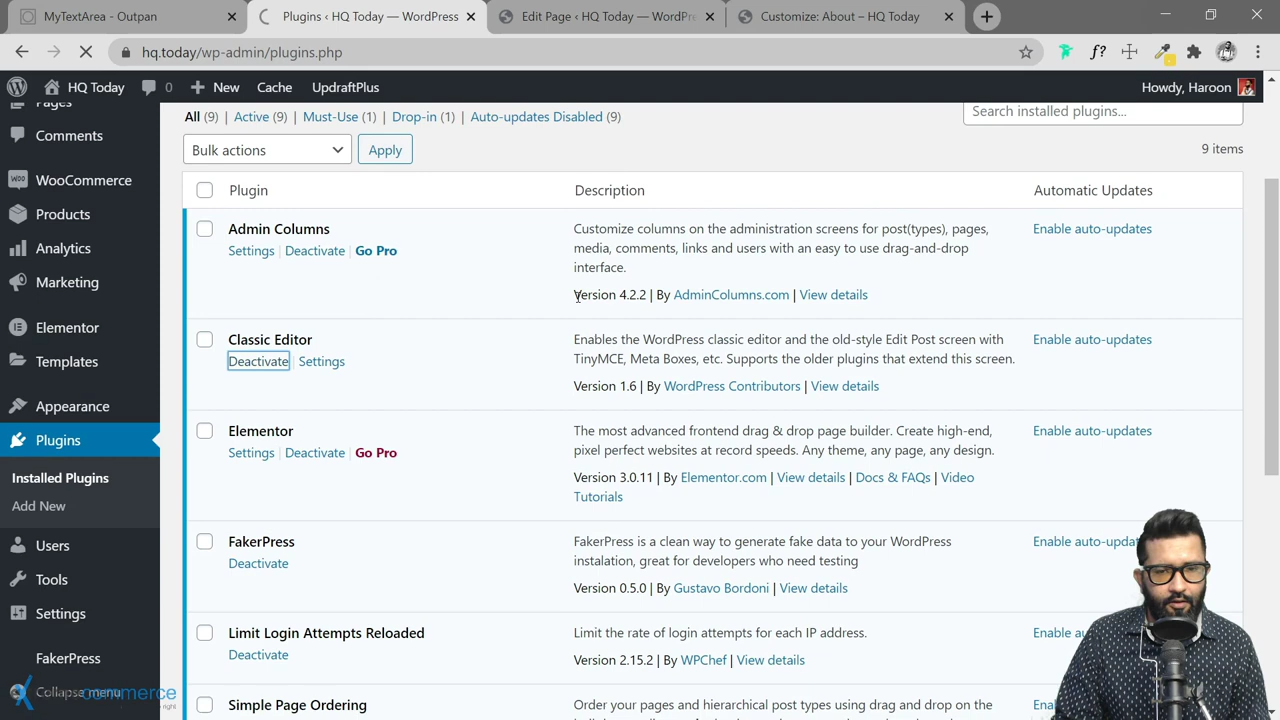 MyTextArea - Outpan
Plugins ‹ HQ Today — WordPress
Edit Page ‹ HQ Today — WordPre
Customize: About – HQ Today
hq.today/wp-admin/plugins.php
f?
HQ Today 0 New Cache UpdraftPlus Howdy, Haroon
Pages
Comments
WooCommerce
Products
Analytics
Marketing
Elementor
Templates
Appearance
Plugins
Installed Plugins
Add New
Users
Tools
Settings
FakerPress
Collapse menu
commerce
All (9) | Active (9) | Must-Use (1) | Drop-in (1) | Auto-updates Disabled (9)
Search installed plugins...
Bulk actions Apply 9 items
Plugin Description Automatic Updates
Admin Columns
Settings | Deactivate | Go Pro
Customize columns on the administration screens for post(types), pages,
media, comments, links and users with an easy to use drag-and-drop
interface.
Version 4.2.2 | By AdminColumns.com | View details
Enable auto-updates
Classic Editor
Deactivate | Settings
Enables the WordPress classic editor and the old-style Edit Post screen with
TinyMCE, Meta Boxes, etc. Supports the older plugins that extend this screen.
Version 1.6 | By WordPress Contributors | View details
Enable auto-updates
Elementor
Settings | Deactivate | Go Pro
The most advanced frontend drag & drop page builder. Create high-end,
pixel perfect websites at record speeds. Any theme, any page, any design.
Version 3.0.11 | By Elementor.com | View details | Docs & FAQs | Video
Tutorials
Enable auto-updates
FakerPress
Deactivate
FakerPress is a clean way to generate fake data to your WordPress
instalation, great for developers who need testing
Version 0.5.0 | By Gustavo Bordoni | View details
Enable auto-updat
Limit Login Attempts Reloaded
Deactivate
Limit the rate of login attempts for each IP address.
Version 2.15.2 | By WPChef | View details
Enable au
Simple Page Ordering
Order your pages and hierarchical post types using drag and drop on the
Ena